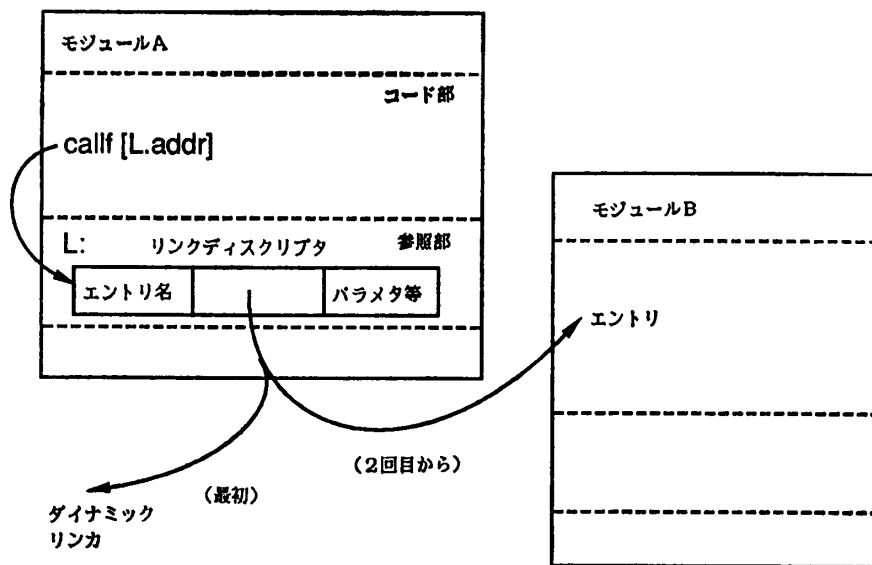 モジュールA
コード部
callf [L.addr]
L: リンクディスクリプタ 参照部
エントリ名 パラメタ等
モジュールB
エントリ
(2回目から)
(最初)
ダイナミック
リンカ